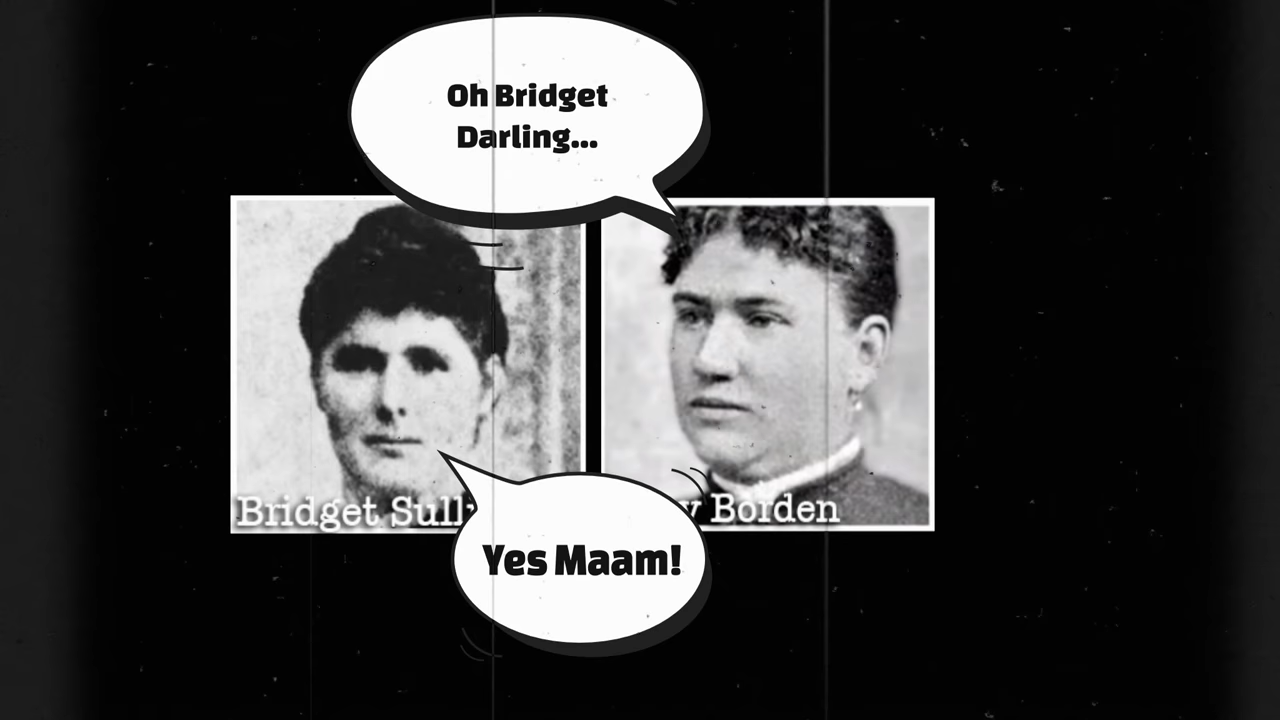 Oh Bridget
Darling...
Bridget Sull
y Borden
Yes Maam!